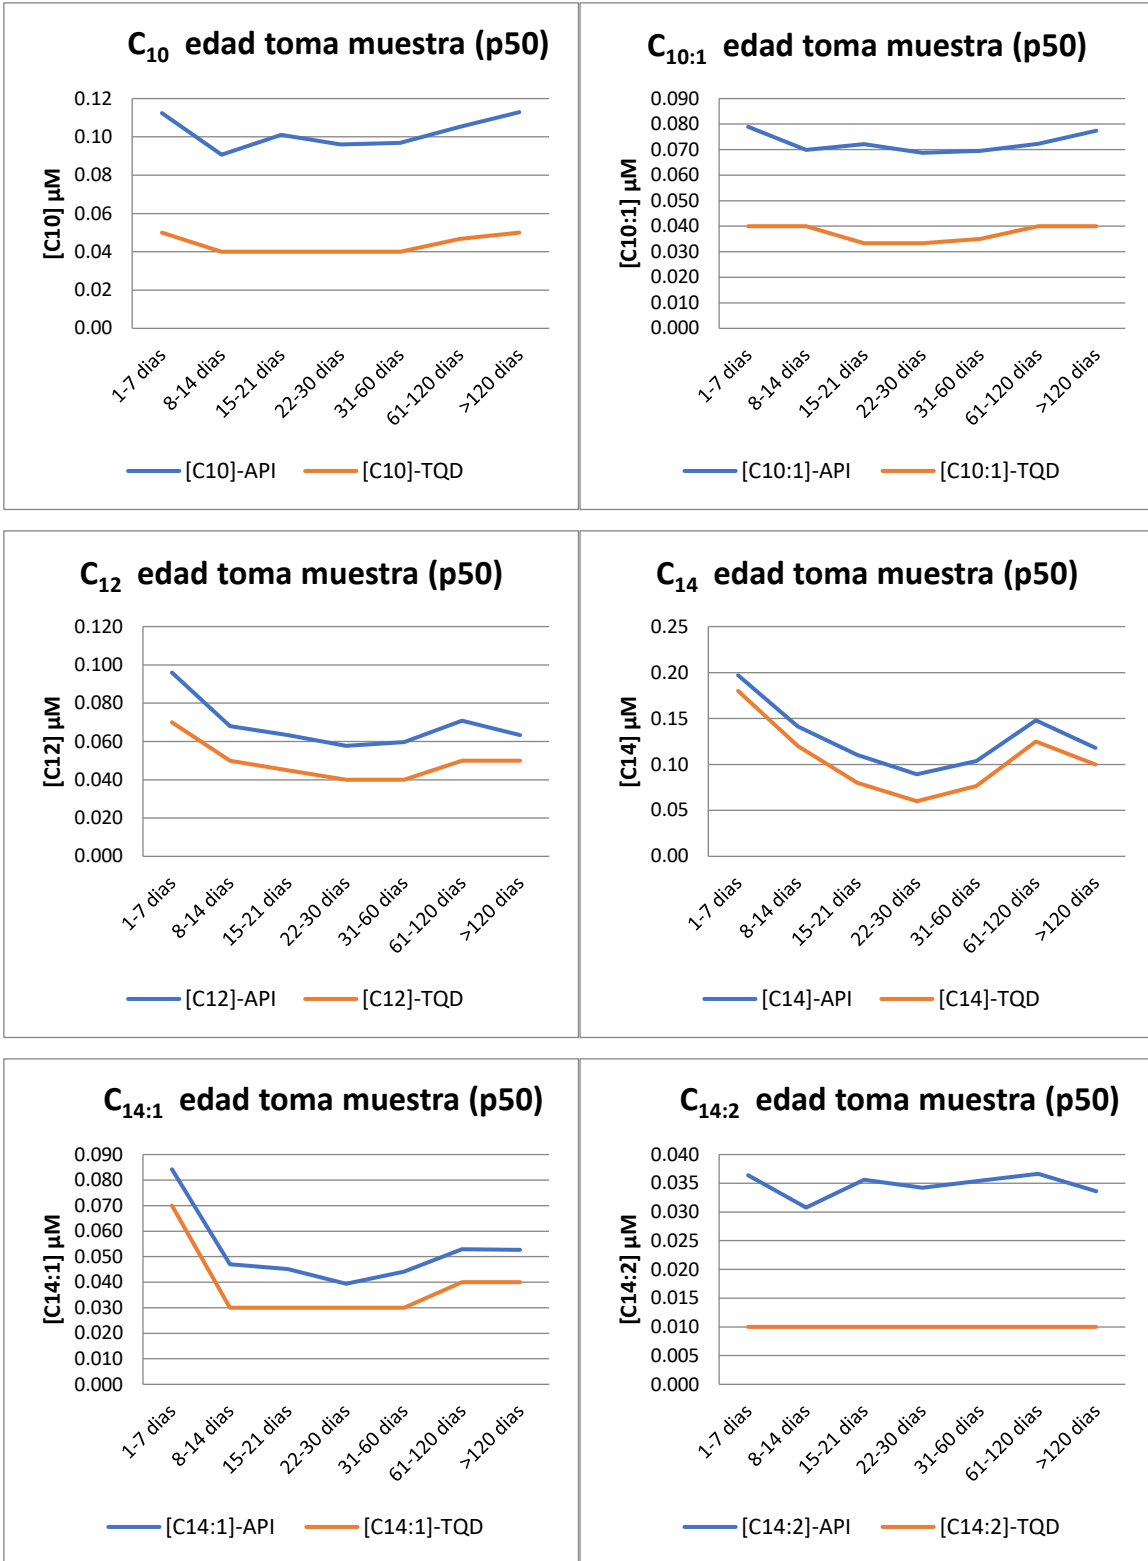 C10 edad toma muestra (p50)
[C10] µM
0.12
0.10
0.08
0.06
0.04
0.02
0.00
1-7 dias
8-14 dias
15-21 dias
22-30 dias
31-60 dias
61-120 dias
>120 dias
[C10]-API [C10]-TQD
C10:1 edad toma muestra (p50)
[C10:1] µM
0.090
0.080
0.070
0.060
0.050
0.040
0.030
0.020
0.010
0.000
1-7 dias
8-14 dias
15-21 dias
22-30 dias
31-60 dias
61-120 dias
>120 dias
[C10:1]-API [C10:1]-TQD
C12 edad toma muestra (p50)
[C12] µM
0.120
0.100
0.080
0.060
0.040
0.020
0.000
1-7 dias
8-14 dias
15-21 dias
22-30 dias
31-60 dias
61-120 dias
>120 dias
[C12]-API [C12]-TQD
C14 edad toma muestra (p50)
[C14] µM
0.25
0.20
0.15
0.10
0.05
0.00
1-7 dias
8-14 dias
15-21 dias
22-30 dias
31-60 dias
61-120 dias
>120 dias
[C14]-API [C14]-TQD
C14:1 edad toma muestra (p50)
[C14:1] µM
0.090
0.080
0.070
0.060
0.050
0.040
0.030
0.020
0.010
0.000
1-7 dias
8-14 dias
15-21 dias
22-30 dias
31-60 dias
61-120 dias
>120 dias
[C14:1]-API [C14:1]-TQD
C14:2 edad toma muestra (p50)
[C14:2] µM
0.040
0.035
0.030
0.025
0.020
0.015
0.010
0.005
0.000
1-7 dias
8-14 dias
15-21 dias
22-30 dias
31-60 dias
61-120 dias
>120 dias
[C14:2]-API [C14:2]-TQD